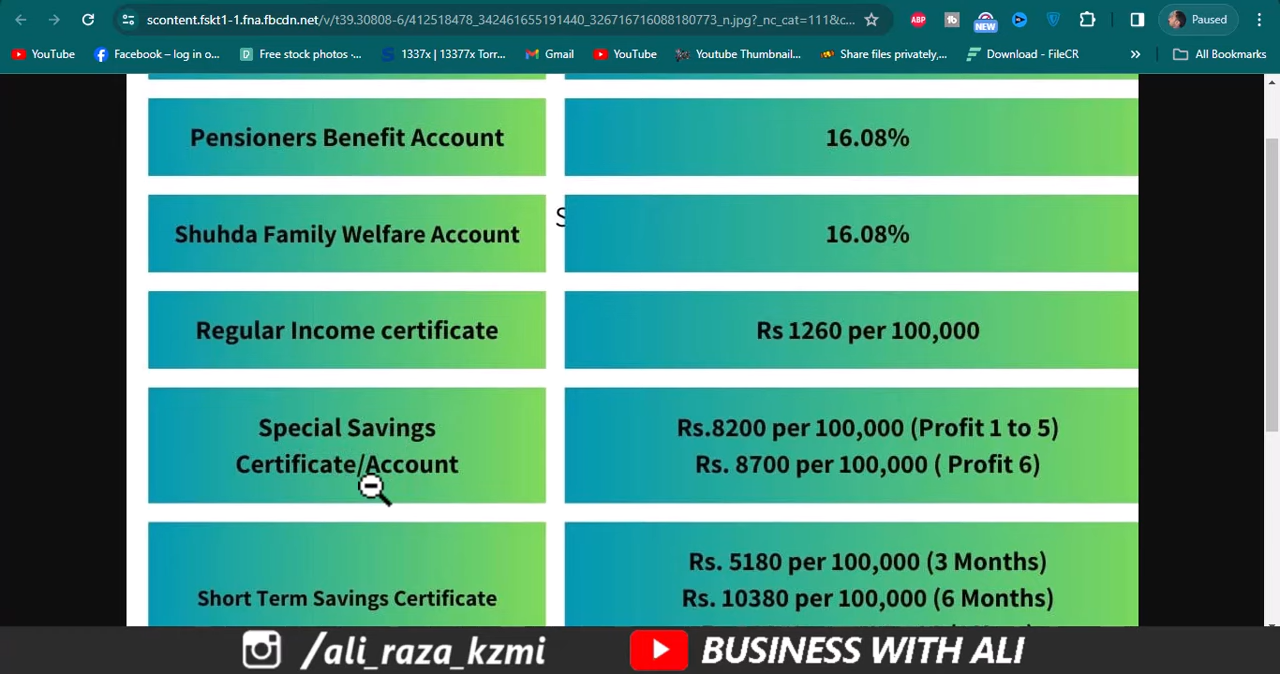 scontent.fskt1-1.fna.fbcdn.net/v/t39.30808-6/412518478_342461655191440_326716716088180773_n.jpg?_nc_cat=111&c...
ABP
tb
NEW
Paused
YouTube
Facebook – log in o...
Free stock photos -...
1337x | 13377x Torr...
Gmail
YouTube
Youtube Thumbnail...
Share files privately,...
Download - FileCR
»
All Bookmarks
Pensioners Benefit Account
16.08%
S
Shuhda Family Welfare Account
16.08%
Regular Income certificate
Rs 1260 per 100,000
Special Savings
Certificate/Account
Rs.8200 per 100,000 (Profit 1 to 5)
Rs. 8700 per 100,000 ( Profit 6)
Short Term Savings Certificate
Rs. 5180 per 100,000 (3 Months)
Rs. 10380 per 100,000 (6 Months)
/ali_raza_kzmi
BUSINESS WITH ALI